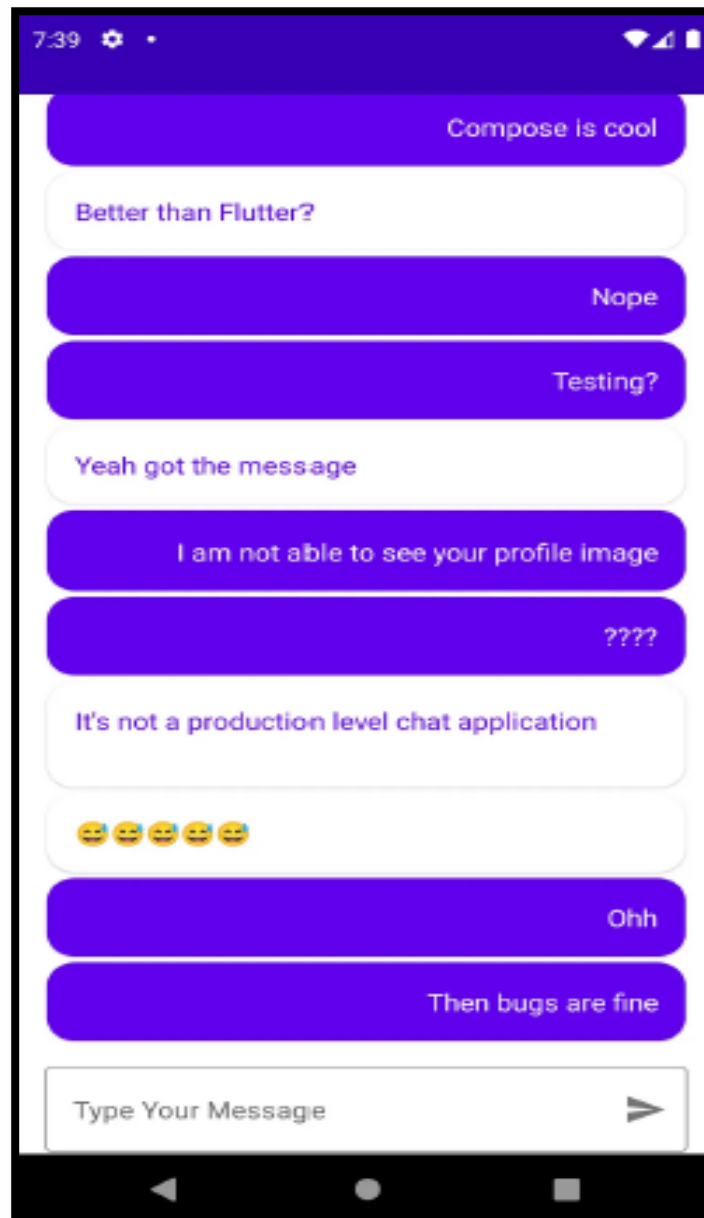 7:39
Compose is cool
Better than Flutter?
Nope
Testing?
Yeah got the message
I am not able to see your profile image
????
It's not a production level chat application
😅😅😅😅😅
Ohh
Then bugs are fine
Type Your Message